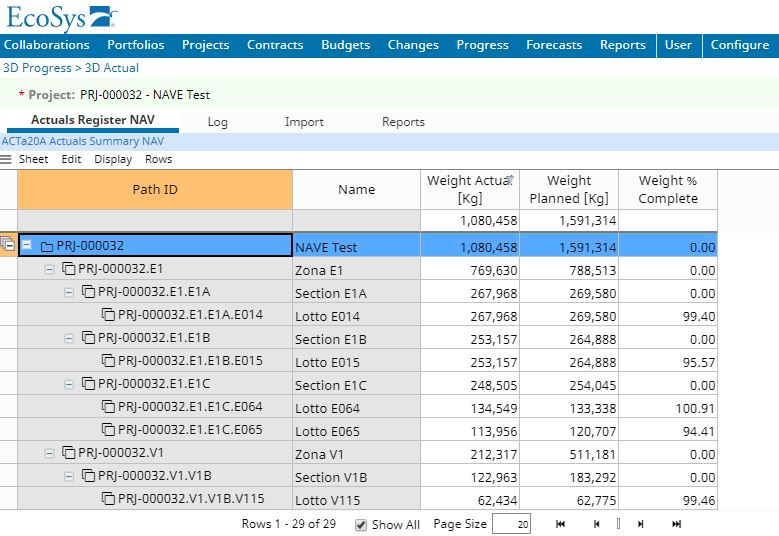 EcoSys
Collaborations Portfolios Projects Contracts Budgets Changes Progress Forecasts Reports User Configure
3D Progress > 3D Actual
* Project: PRJ-000032 - NAVE Test
Actuals Register NAV Log Import Reports
ACTa20A Actuals Summary NAV
Sheet Edit Display Rows
Path ID Name Weight Actual [Kg] Weight Planned [Kg] Weight % Complete
1,080,458 1,591,314
PRJ-000032 NAVE Test 1,080,458 1,591,314 0.00
PRJ-000032.E1 Zona E1 769,630 788,513 0.00
PRJ-000032.E1.E1A Section E1A 267,968 269,580 0.00
PRJ-000032.E1.E1A.E014 Lotto E014 267,968 269,580 99.40
PRJ-000032.E1.E1B Section E1B 253,157 264,888 0.00
PRJ-000032.E1.E1B.E015 Lotto E015 253,157 264,888 95.57
PRJ-000032.E1.E1C Section E1C 248,505 254,045 0.00
PRJ-000032.E1.E1C.E064 Lotto E064 134,549 133,338 100.91
PRJ-000032.E1.E1C.E065 Lotto E065 113,956 120,707 94.41
PRJ-000032.V1 Zona V1 212,317 511,181 0.00
PRJ-000032.V1.V1B Section V1B 122,963 183,292 0.00
PRJ-000032.V1.V1B.V115 Lotto V115 62,434 62,775 99.46
Rows 1 - 29 of 29 Show All Page Size 20